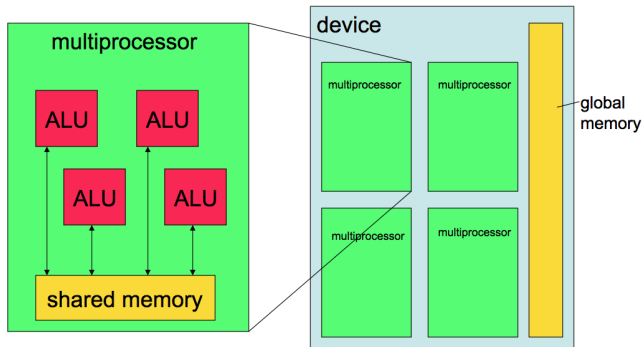 multiprocessor
ALU
ALU
ALU
ALU
shared memory
device
multiprocessor
multiprocessor
multiprocessor
multiprocessor
global
memory